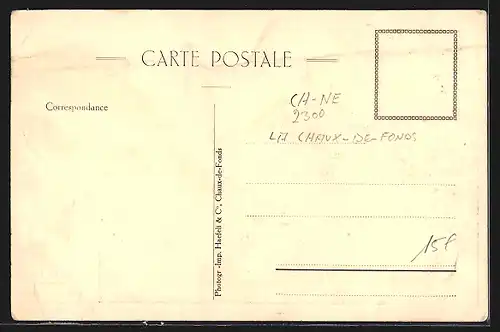 CARTE POSTALE
Correspondance
CH-NE
2300
LA CHAUX-DE-FONDS
Photogr.-Imp. Haefeli & Cie, Chaux-de-Fonds
15f